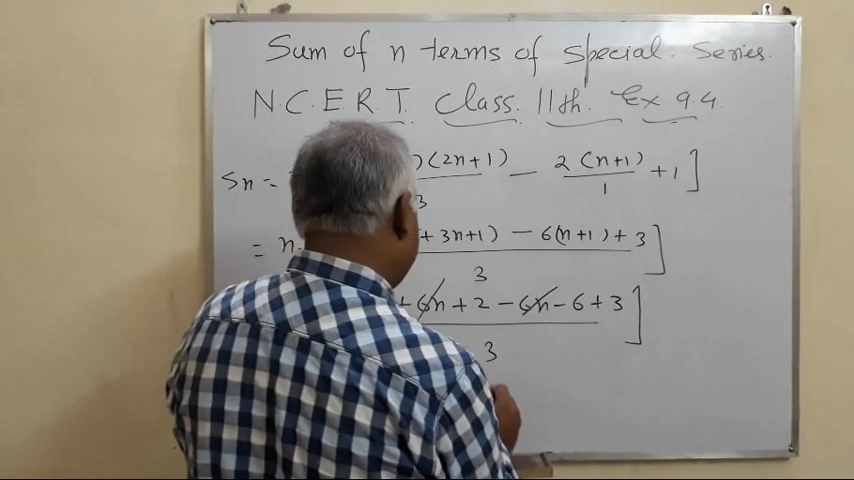 Sum of n terms of special. Series.
N.C.E.R.T. Class. 11th. Ex 9.4.
Sn = (2n+1) / 3 - 2(n+1) / 1 + 1]
= n + 3n+1) - 6(n+1) + 3 / 3]
+ 6n + 2 - 6n - 6 + 3 / 3]